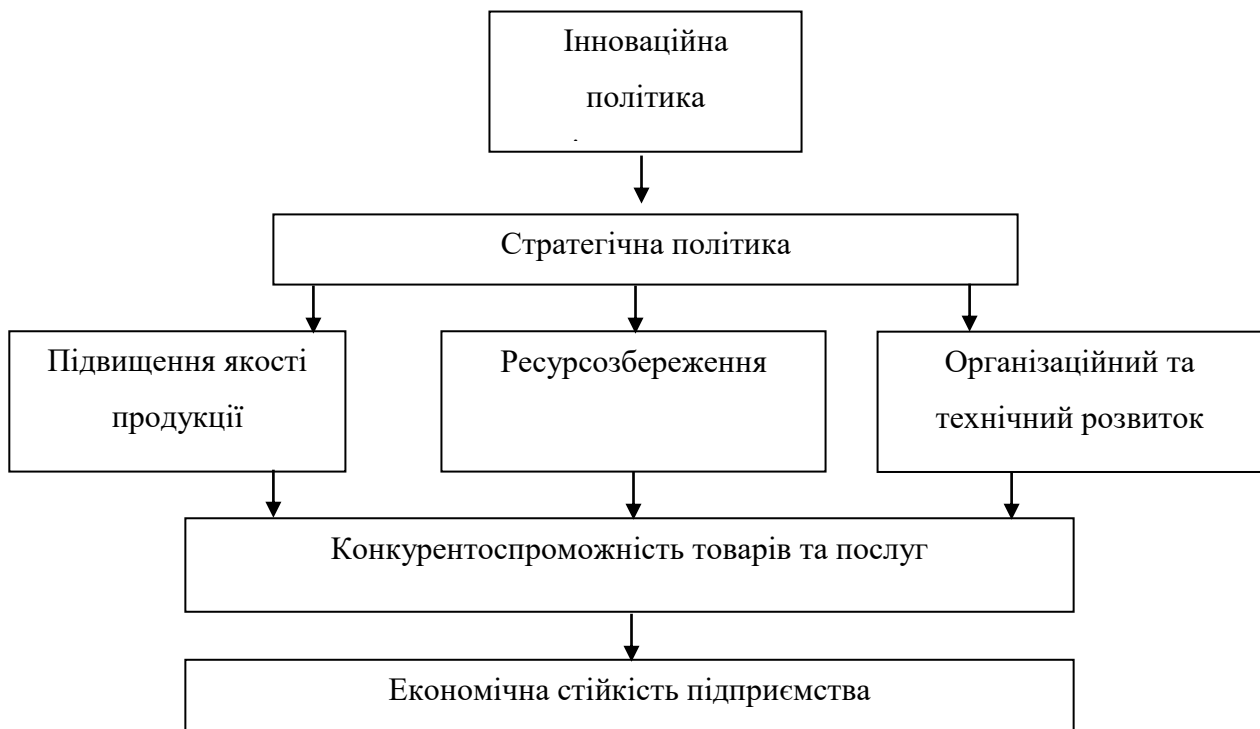 Інноваційна
політика
Стратегічна політика
Підвищення якості
продукції
Ресурсозбереження
Організаційний та
технічний розвиток
Конкурентоспроможність товарів та послуг
Економічна стійкість підприємства